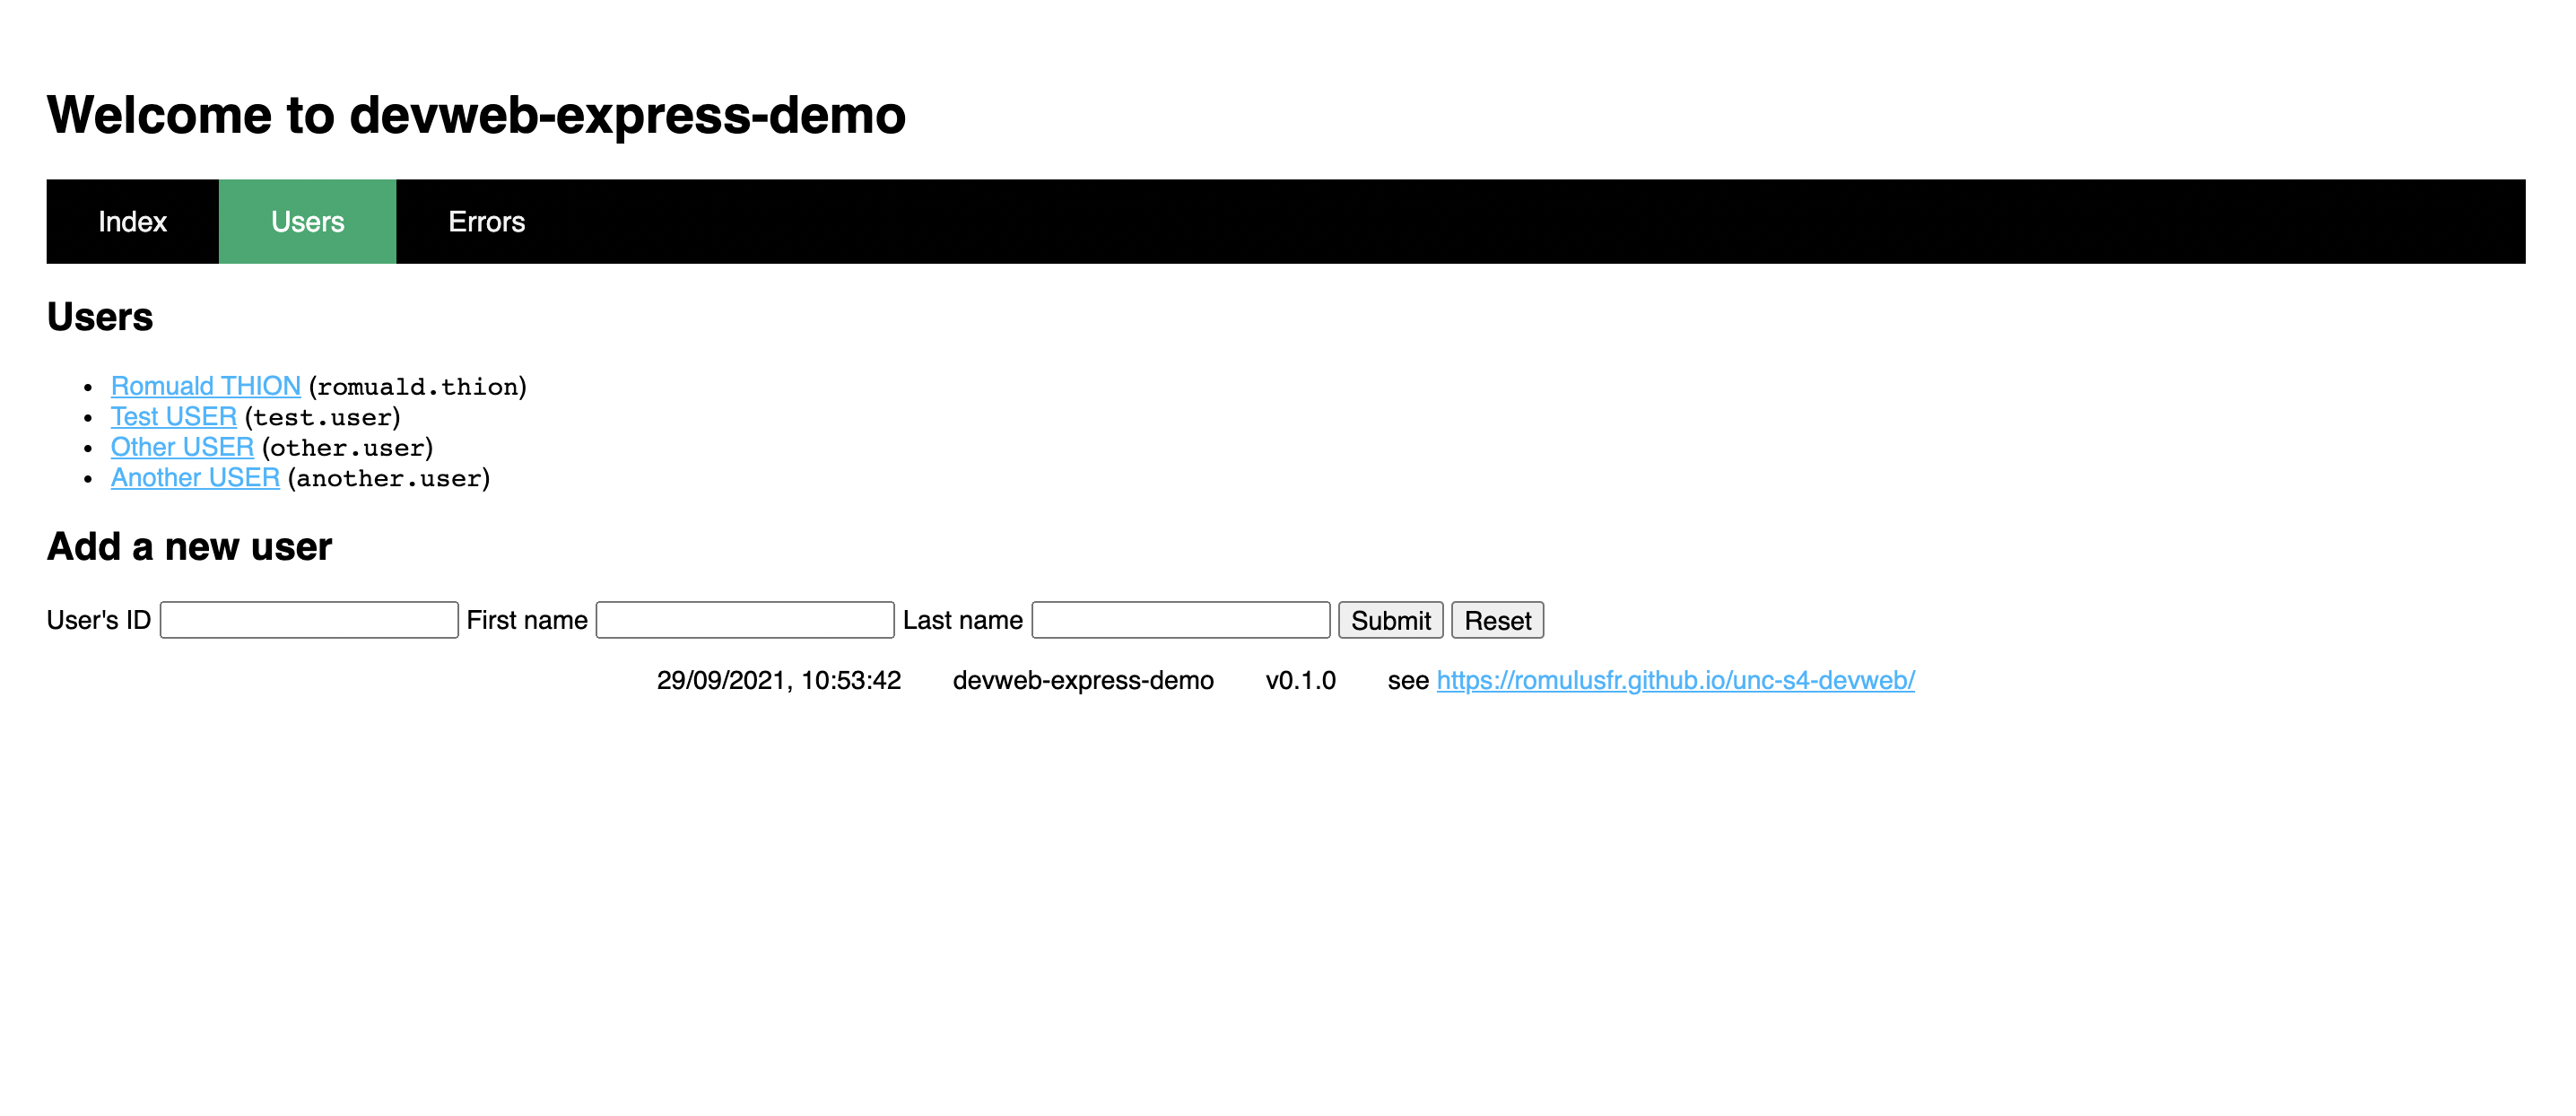 Welcome to devweb-express-demo
Index Users Errors
Users
• Romuald THION (romuald.thion)
• Test USER (test.user)
• Other USER (other.user)
• Another USER (another.user)
Add a new user
User's ID First name Last name Submit Reset
29/09/2021, 10:53:42 devweb-express-demo v0.1.0 see https://romulusfr.github.io/unc-s4-devweb/